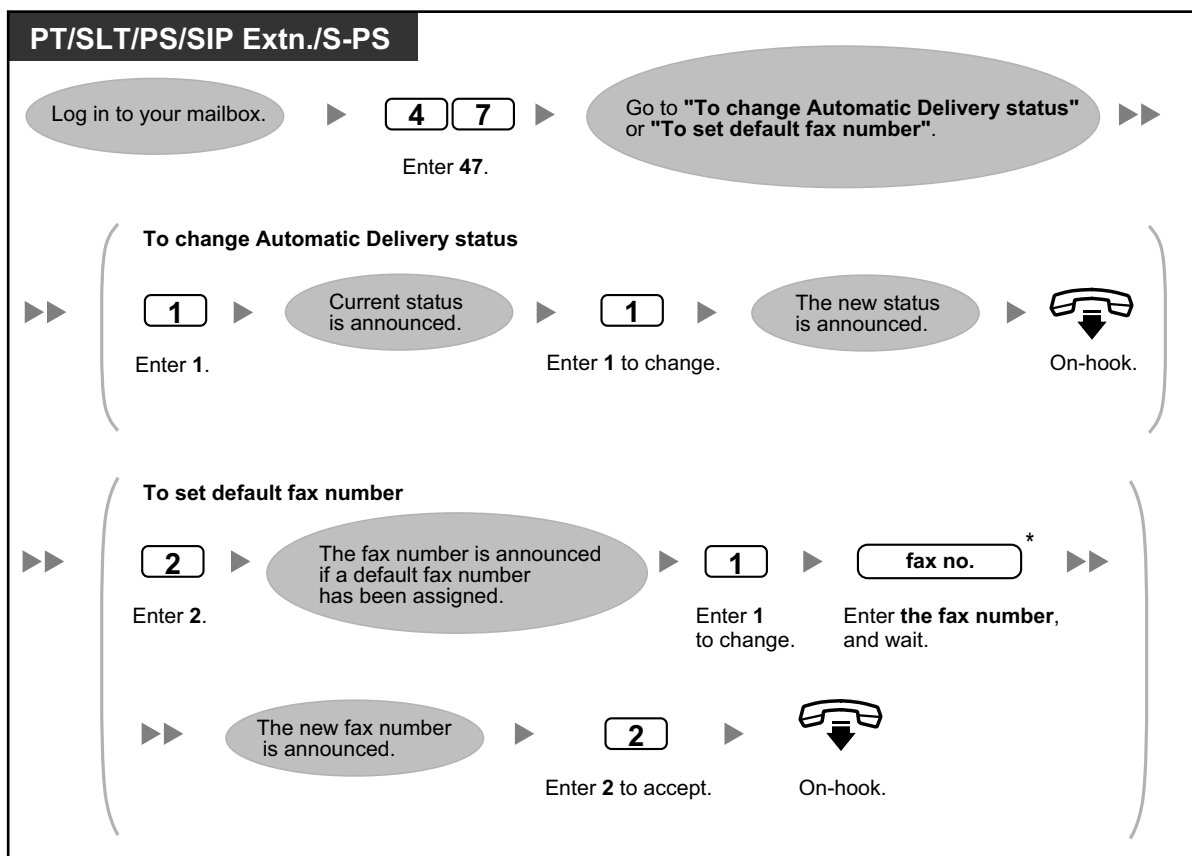 PT/SLT/PS/SIP Extn./S-PS
Log in to your mailbox.
4 7
Enter 47.
Go to "To change Automatic Delivery status"
or "To set default fax number".
To change Automatic Delivery status
1
Enter 1.
Current status
is announced.
1
Enter 1 to change.
The new status
is announced.
On-hook.
To set default fax number
2
Enter 2.
The fax number is announced
if a default fax number
has been assigned.
1
Enter 1
to change.
fax no.*
Enter the fax number,
and wait.
The new fax number
is announced.
2
Enter 2 to accept.
On-hook.